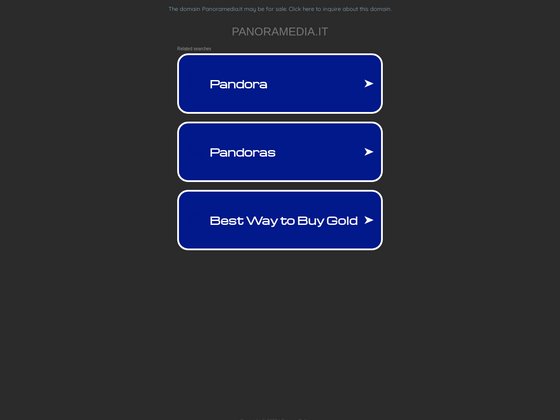 The domain Panoramedia.it may be for sale. Click here to inquire about this domain.
PANORAMEDIA.IT
Related searches
Pandora
Pandoras
Best Way to Buy Gold